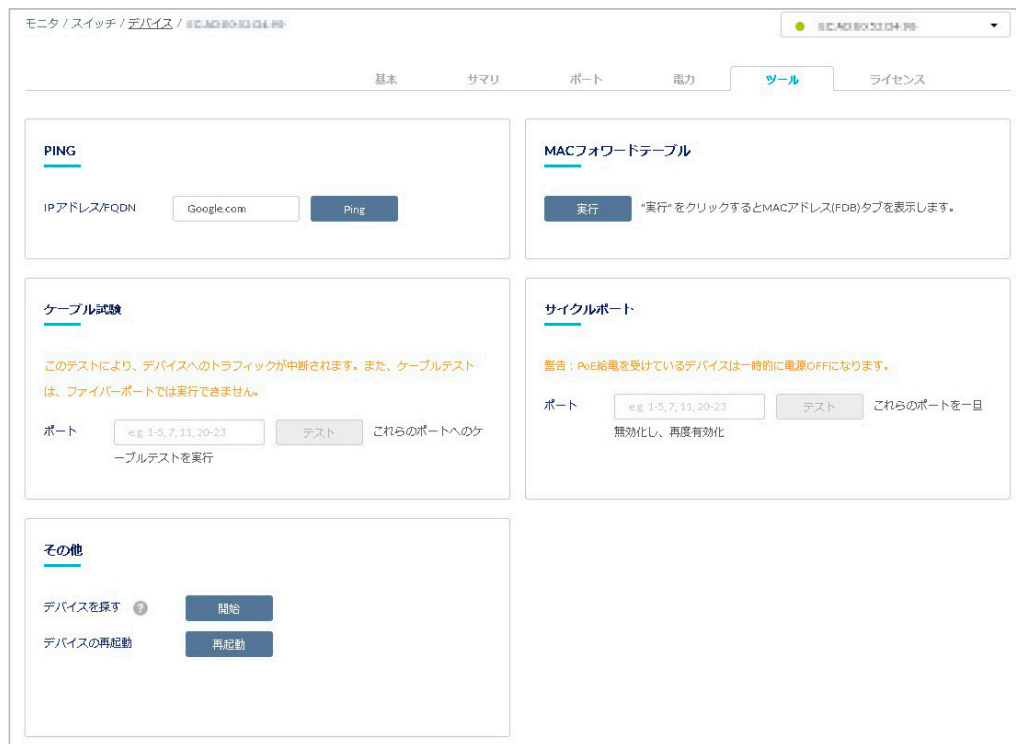 モニタ / スイッチ / デバイス /
基本 サマリ ポート 電力 ツール ライセンス
PING
IPアドレス/FQDN Google.com Ping
MACフォワードテーブル
実行 "実行" をクリックするとMACアドレス(FDB)タブを表示します。
ケーブル試験
このテストにより、デバイスへのトラフィックが中断されます。また、ケーブルテスト
は、ファイバーポートでは実行できません。
ポート e.g. 1-5, 7, 11, 20-23 テスト これらのポートへのケ
ーブルテストを実行
サイクルポート
警告：PoE給電を受けているデバイスは一時的に電源OFFになります。
ポート e.g. 1-5, 7, 11, 20-23 テスト これらのポートを一旦
無効化し、再度有効化
その他
デバイスを探す ? 開始
デバイスの再起動 再起動